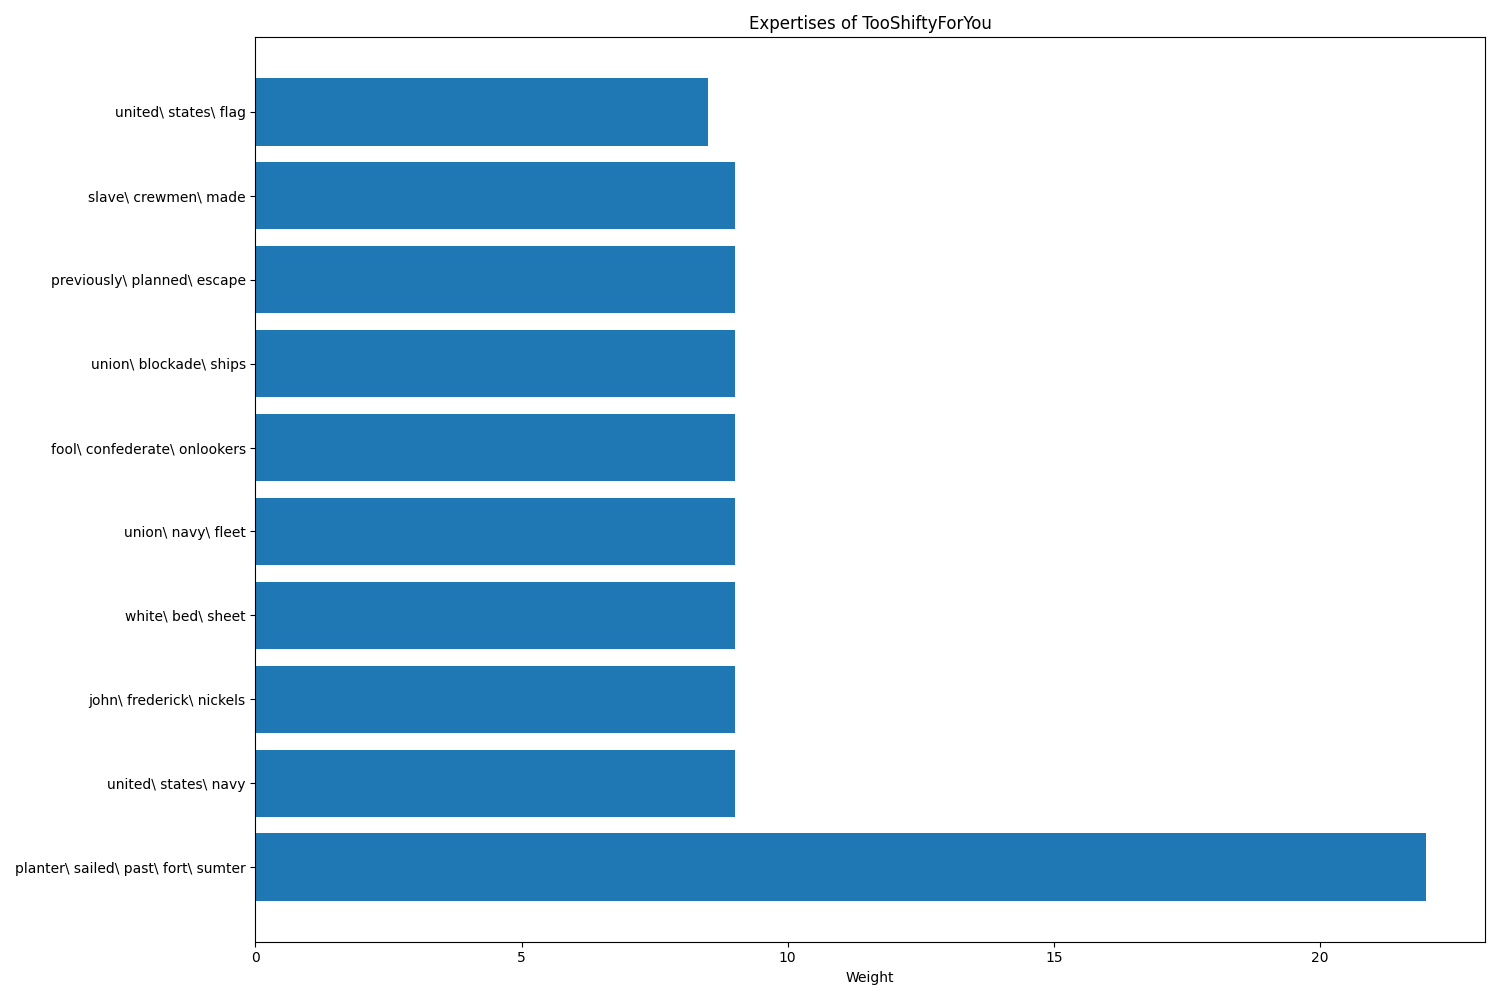 Expertises of TooShiftyForYou
united\ states\ flag
slave\ crewmen\ made
previously\ planned\ escape
union\ blockade\ ships
fool\ confederate\ onlookers
union\ navy\ fleet
white\ bed\ sheet
john\ frederick\ nickels
united\ states\ navy
planter\ sailed\ past\ fort\ sumter
0 5 10 15 20
Weight